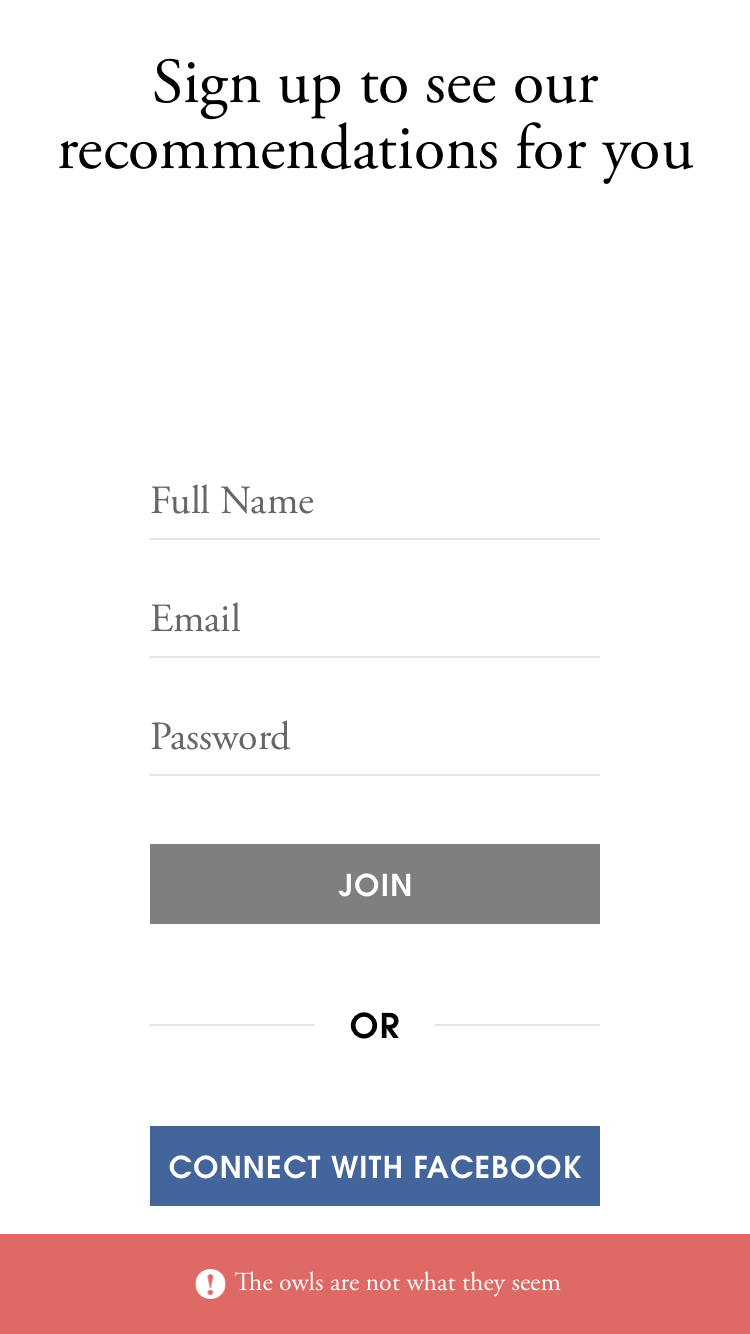 Sign up to see our
recommendations for you
Full Name
Email
Password
JOIN
OR
CONNECT WITH FACEBOOK
The owls are not what they seem